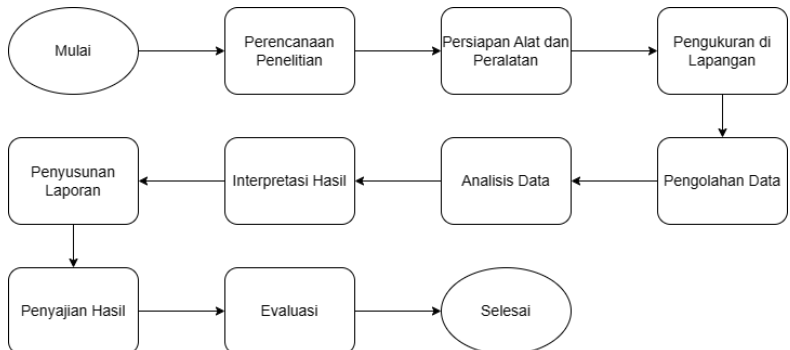 Mulai
Perencanaan
Penelitian
Persiapan Alat dan
Peralatan
Pengukuran di
Lapangan
Pengolahan Data
Analisis Data
Interpretasi Hasil
Penyusunan
Laporan
Penyajian Hasil
Evaluasi
Selesai